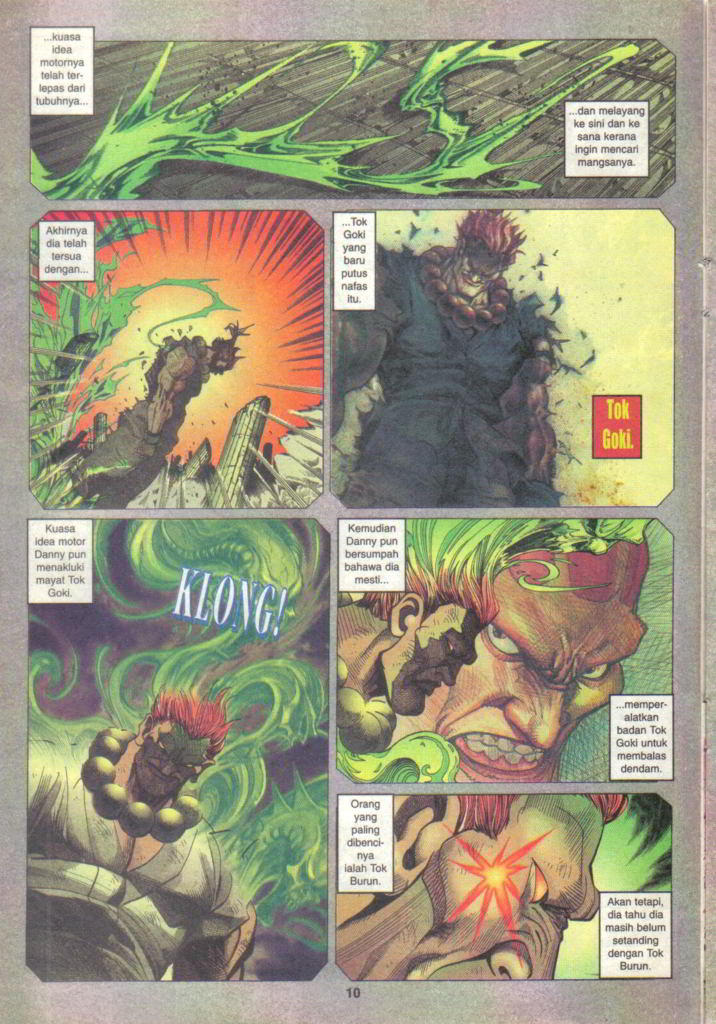 ...kuasa
idea
motornya
telah ter-
lepas dari
tubuhnya...
...dan melayang
ke sini dan ke
sana kerana
ingin mencari
mangsanya.
Akhirnya
dia telah
tersua
dengan...
...Tok
Goki
yang
baru
putus
nafas
itu.
Tok
Goki.
Kuasa
idea motor
Danny pun
menakluki
mayat Tok
Goki.
KLONG!
Kemudian
Danny pun
bersumpah
bahawa dia
mesti...
...memper-
alatkan
badan Tok
Goki untuk
membalas
dendam.
Orang
yang
paling
dibenci-
nya
ialah Tok
Burun.
Akan tetapi,
dia tahu dia
masih belum
setanding
dengan Tok
Burun.
10